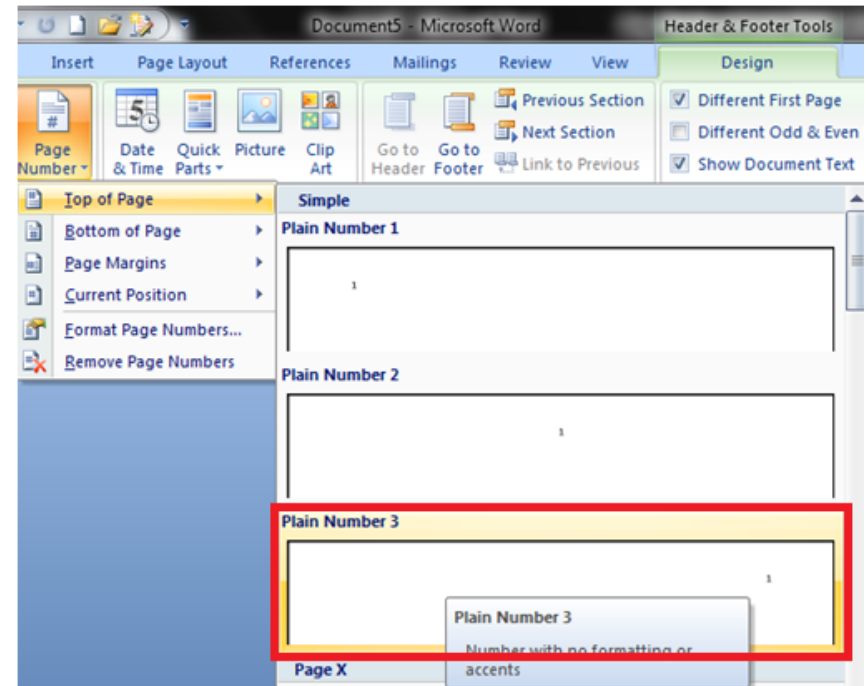 Document5 - Microsoft Word
Header & Footer Tools
Insert Page Layout References Mailings Review View Design
Page Number
Date & Time
Quick Parts
Picture
Clip Art
Go to Header
Go to Footer
Previous Section
Next Section
Link to Previous
Different First Page
Different Odd & Even
Show Document Text
Top of Page
Bottom of Page
Page Margins
Current Position
Format Page Numbers...
Remove Page Numbers
Simple
Plain Number 1
1
Plain Number 2
1
Plain Number 3
1
Plain Number 3
Number with no formatting or
accents
Page X